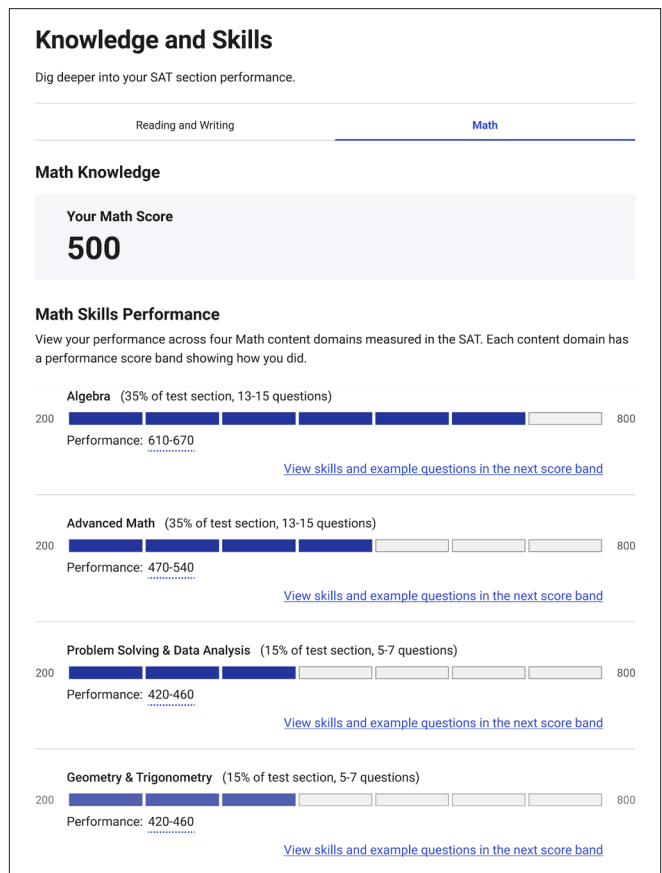 Knowledge and Skills
Dig deeper into your SAT section performance.
Reading and Writing Math
Math Knowledge
Your Math Score
500
Math Skills Performance
View your performance across four Math content domains measured in the SAT. Each content domain has
a performance score band showing how you did.
Algebra (35% of test section, 13-15 questions)
200 800
Performance: 610-670
View skills and example questions in the next score band
Advanced Math (35% of test section, 13-15 questions)
200 800
Performance: 470-540
View skills and example questions in the next score band
Problem Solving & Data Analysis (15% of test section, 5-7 questions)
200 800
Performance: 420-460
View skills and example questions in the next score band
Geometry & Trigonometry (15% of test section, 5-7 questions)
200 800
Performance: 420-460
View skills and example questions in the next score band